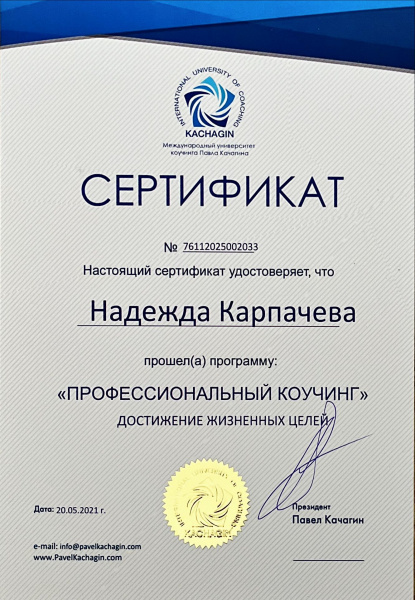 INTERNATIONAL UNIVERSITY OF COACHING
KACHAGIN
Международный университет
коучинга Павла Качагина
СЕРТИФИКАТ
№ 76112025002033
Настоящий сертификат удостоверяет, что
Надежда Карпачева
прошел(а) программу:
«ПРОФЕССИОНАЛЬНЫЙ КОУЧИНГ»
ДОСТИЖЕНИЕ ЖИЗНЕННЫХ ЦЕЛЕЙ
KACHAGIN
Дата: 20.05.2021 г.
Президент
Павел Качагин
e-mail: info@pavelkachagin.com
www.PavelKachagin.com